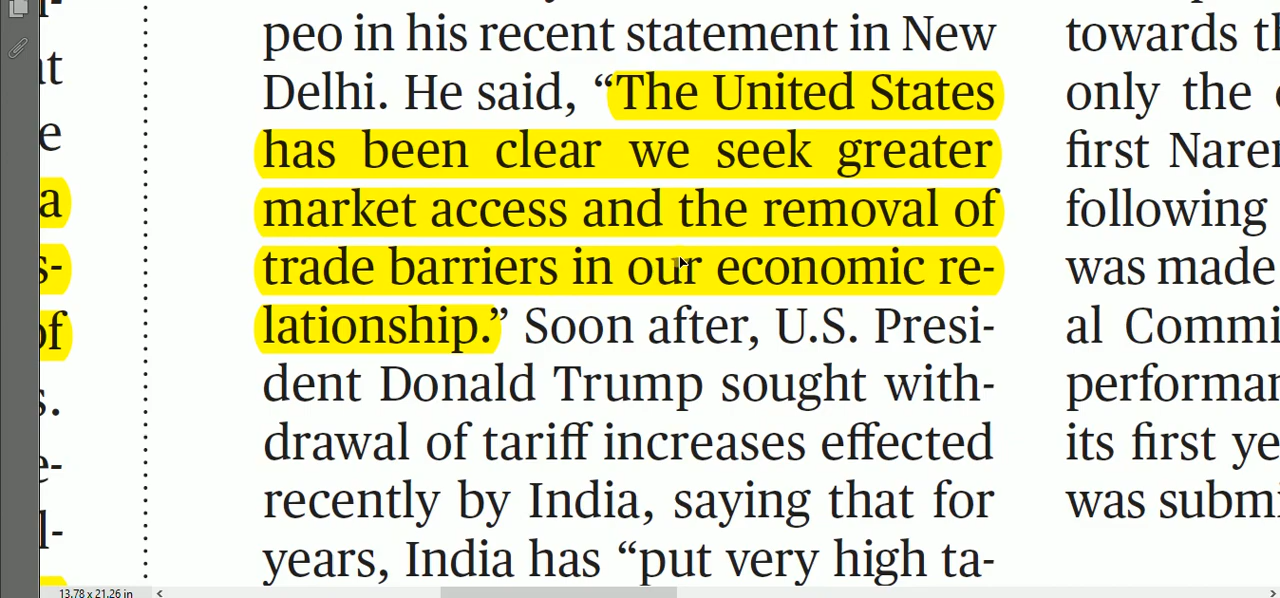 at
e
a
s-
of
s.
e-
l-
peo in his recent statement in New
Delhi. He said, “The United States
has been clear we seek greater
market access and the removal of
trade barriers in our economic re-
lationship.” Soon after, U.S. Presi-
dent Donald Trump sought with-
drawal of tariff increases effected
recently by India, saying that for
years, India has “put very high ta-
towards th
only the
first Naren
following
was made
al Commi
performan
its first ye
was submi
13.78 x 21.26 in